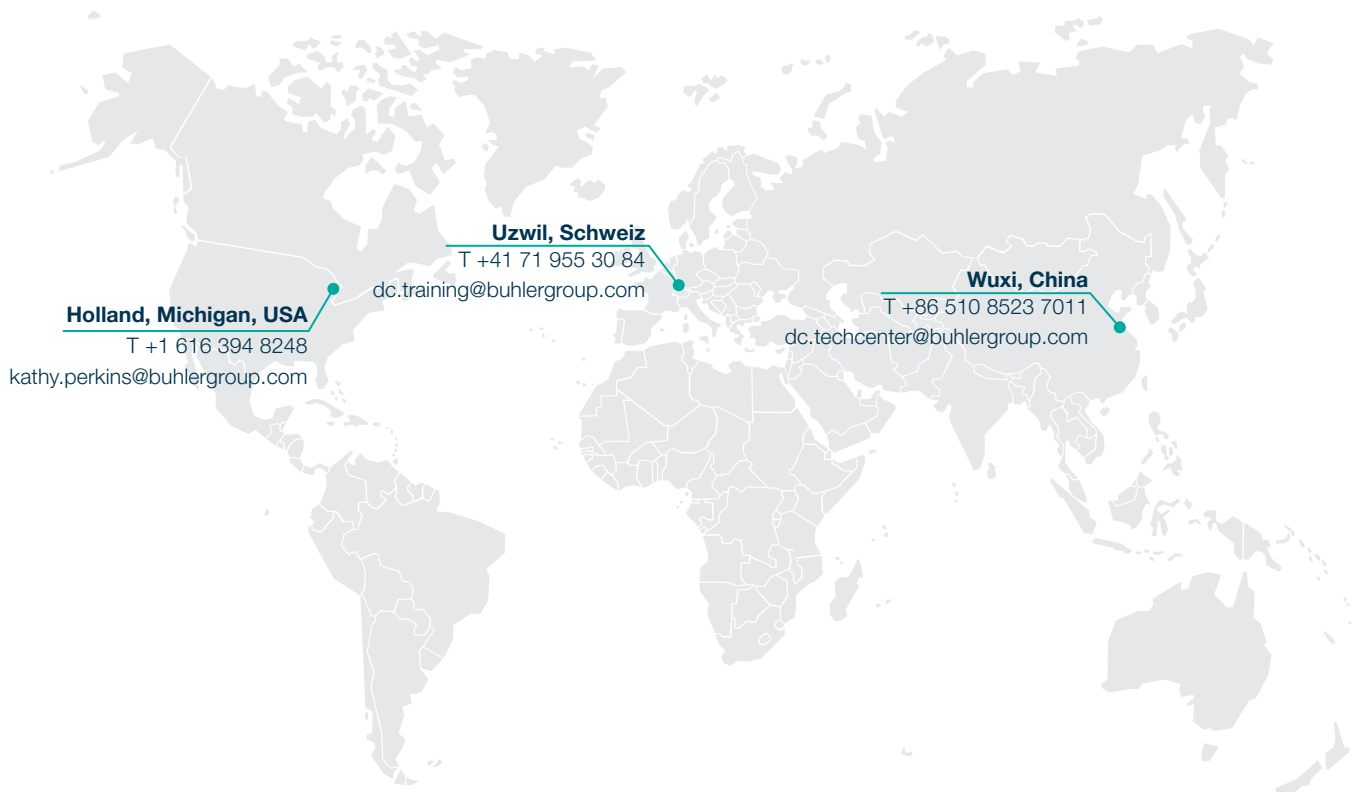 Uzwil, Schweiz
T +41 71 955 30 84
dc.training@buhlergroup.com
Wuxi, China
T +86 510 8523 7011
dc.techcenter@buhlergroup.com
Holland, Michigan, USA
T +1 616 394 8248
kathy.perkins@buhlergroup.com